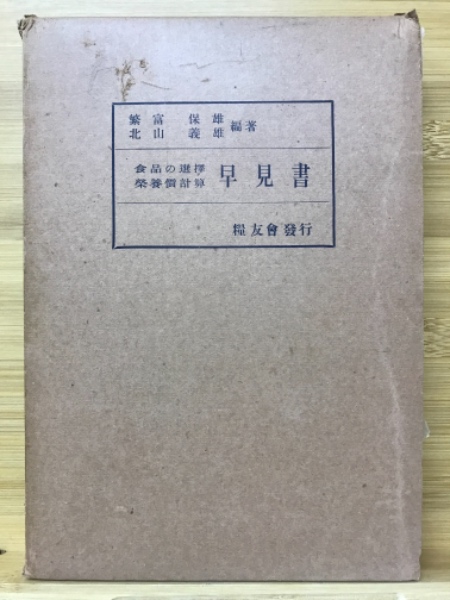 繁富保雄
北山義雄 編著
食品の選擇
榮養價計算 早見書
糧友會發行